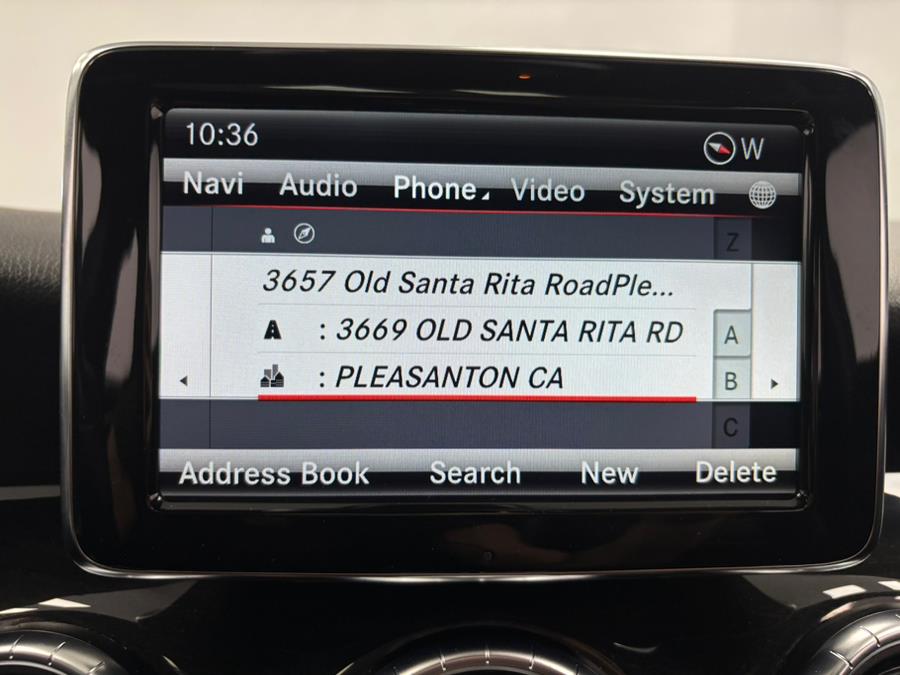 10:36
W
Navi Audio Phone Video System
Z
3657 Old Santa Rita RoadPle...
: 3669 OLD SANTA RITA RD
A
: PLEASANTON CA
B
C
Address Book Search New Delete